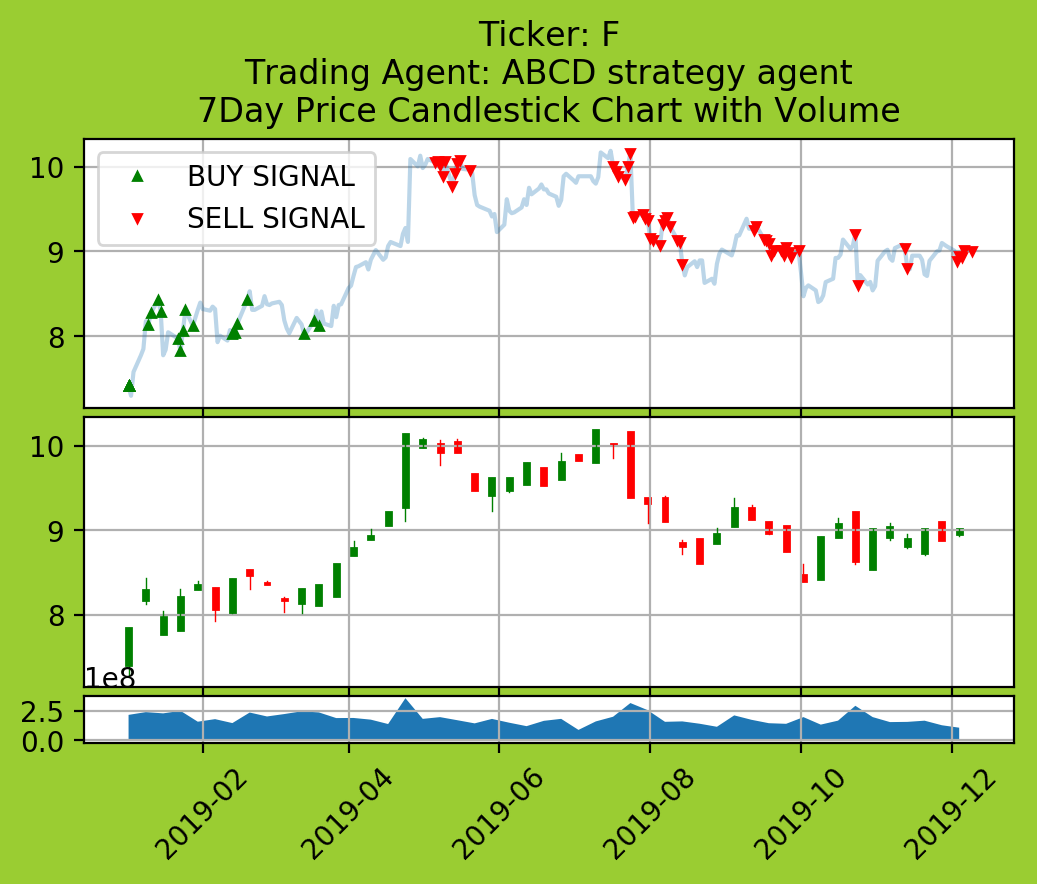 Ticker: F
Trading Agent: ABCD strategy agent
7Day Price Candlestick Chart with Volume
10
9
8
BUY SIGNAL
SELL SIGNAL
10
9
8
1e8
2.5
0.0
2019-02
2019-04
2019-06
2019-08
2019-10
2019-12